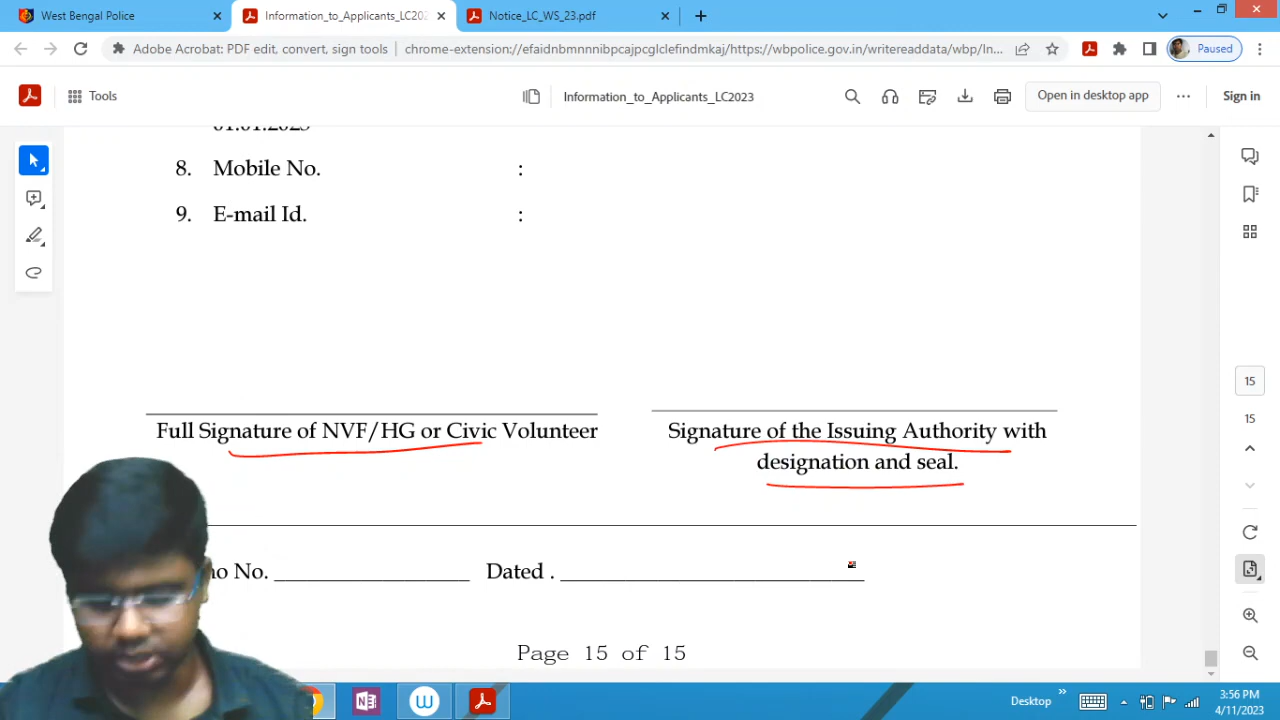 West Bengal Police
Information_to_Applicants_LC202
Notice_LC_WS_23.pdf
Adobe Acrobat: PDF edit, convert, sign tools
chrome-extension://efaidnbmnnnibpcajpcglclefindmkaj/https://wbpolice.gov.in/writereaddata/wbp/In...
Paused
Tools
Information_to_Applicants_LC2023
Open in desktop app
Sign in
8. Mobile No. :
9. E-mail Id. :
15
15
Full Signature of NVF/HG or Civic Volunteer
Signature of the Issuing Authority with
designation and seal.
No. ____________________ Dated . ______________________________
Page 15 of 15
Desktop
3:56 PM
4/11/2023